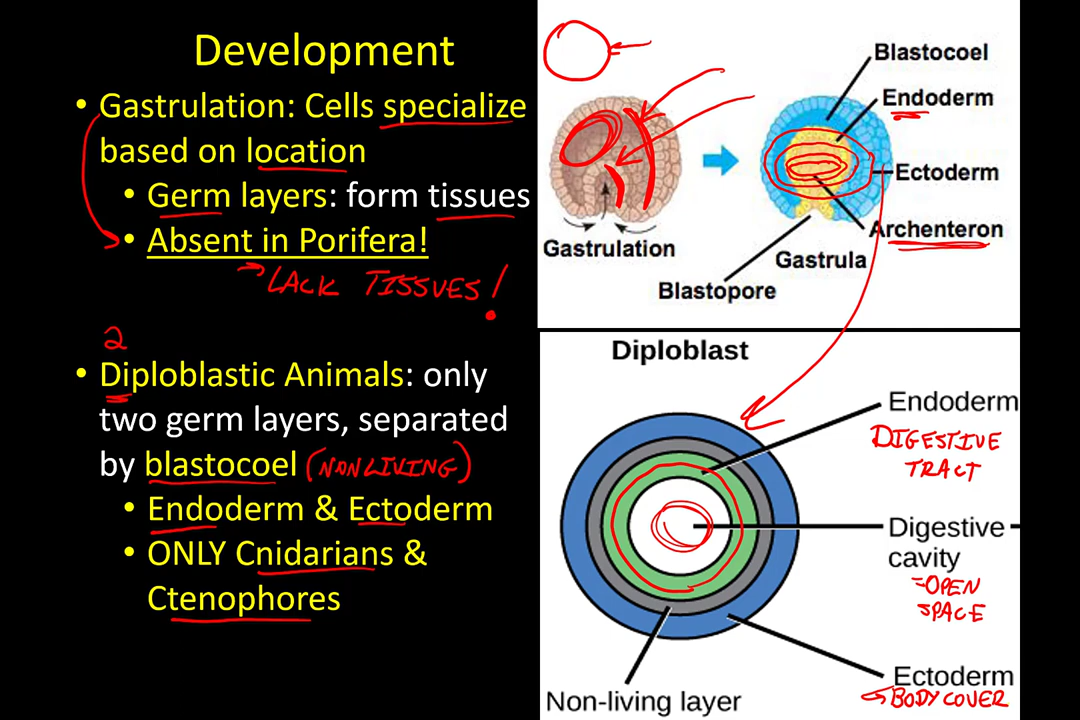 Development
• Gastrulation: Cells specialize
based on location
• Germ layers: form tissues
• Absent in Porifera!
→ LACK TISSUES!
2
• Diploblastic Animals: only
two germ layers, separated
by blastocoel (NONLIVING)
• Endoderm & Ectoderm
• ONLY Cnidarians &
Ctenophores
Blastocoel
Endoderm
Ectoderm
Archenteron
Gastrulation
Gastrula
Blastopore
Diploblast
Endoderm
DIGESTIVE
TRACT
Digestive
cavity
=OPEN
SPACE
Ectoderm
→BODY COVER
Non-living layer